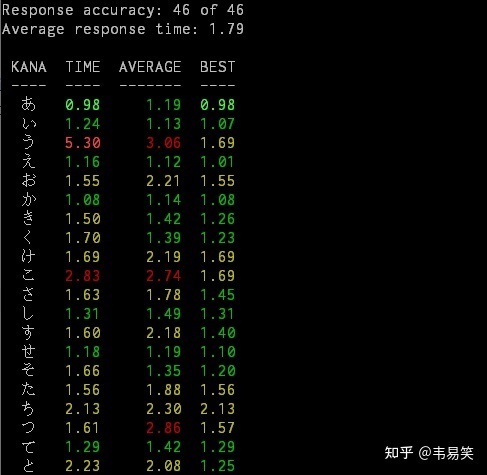 Response accuracy: 46 of 46
Average response time: 1.79
KANA TIME AVERAGE BEST
---- ---- ------- ----
あ 0.98 1.19 0.98
い 1.24 1.13 1.07
う 5.30 3.06 1.69
え 1.16 1.12 1.01
お 1.55 2.21 1.55
か 1.08 1.14 1.08
き 1.50 1.42 1.26
く 1.70 1.39 1.23
け 1.69 2.19 1.69
こ 2.83 2.74 1.69
さ 1.63 1.78 1.45
し 1.31 1.49 1.31
す 1.60 2.18 1.40
せ 1.18 1.19 1.10
そ 1.66 1.35 1.20
た 1.56 1.88 1.56
ち 2.13 2.30 2.13
つ 1.61 2.86 1.57
て 1.29 1.42 1.29
と 2.23 2.08 1.25
知乎 @韦易笑